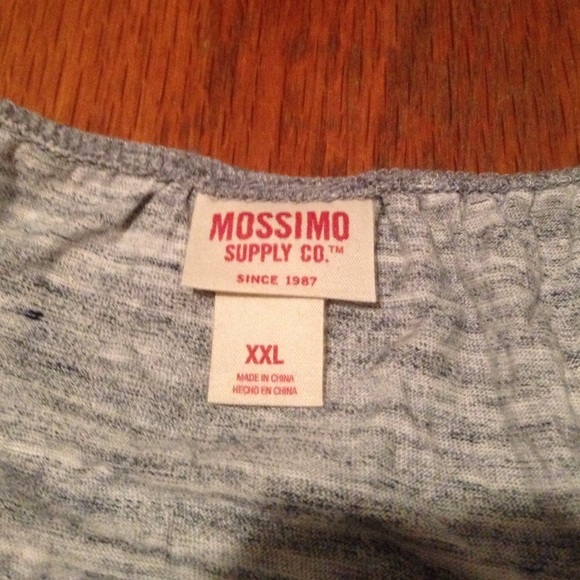 MOSSIMO
SUPPLY CO.™
SINCE 1987
XXL
MADE IN CHINA
HECHO EN CHINA